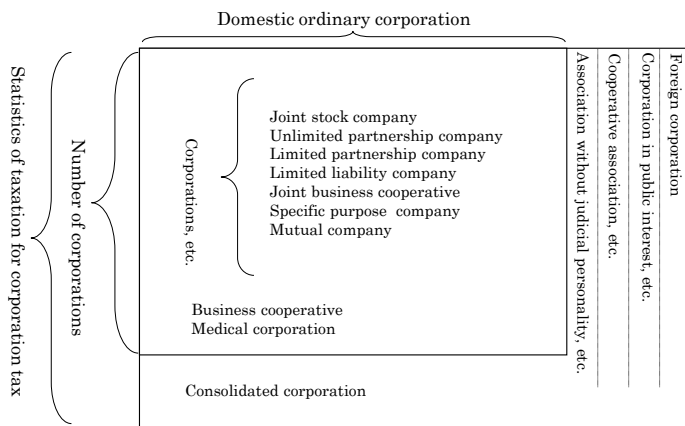 Domestic ordinary corporation
Statistics of taxation for corporation tax
Number of corporations
Corporations, etc.
Joint stock company
Unlimited partnership company
Limited partnership company
Limited liability company
Joint business cooperative
Specific purpose company
Mutual company
Business cooperative
Medical corporation
Consolidated corporation
Association without judicial personality, etc.
Cooperative association, etc.
Corporation in public interest, etc.
Foreign corporation